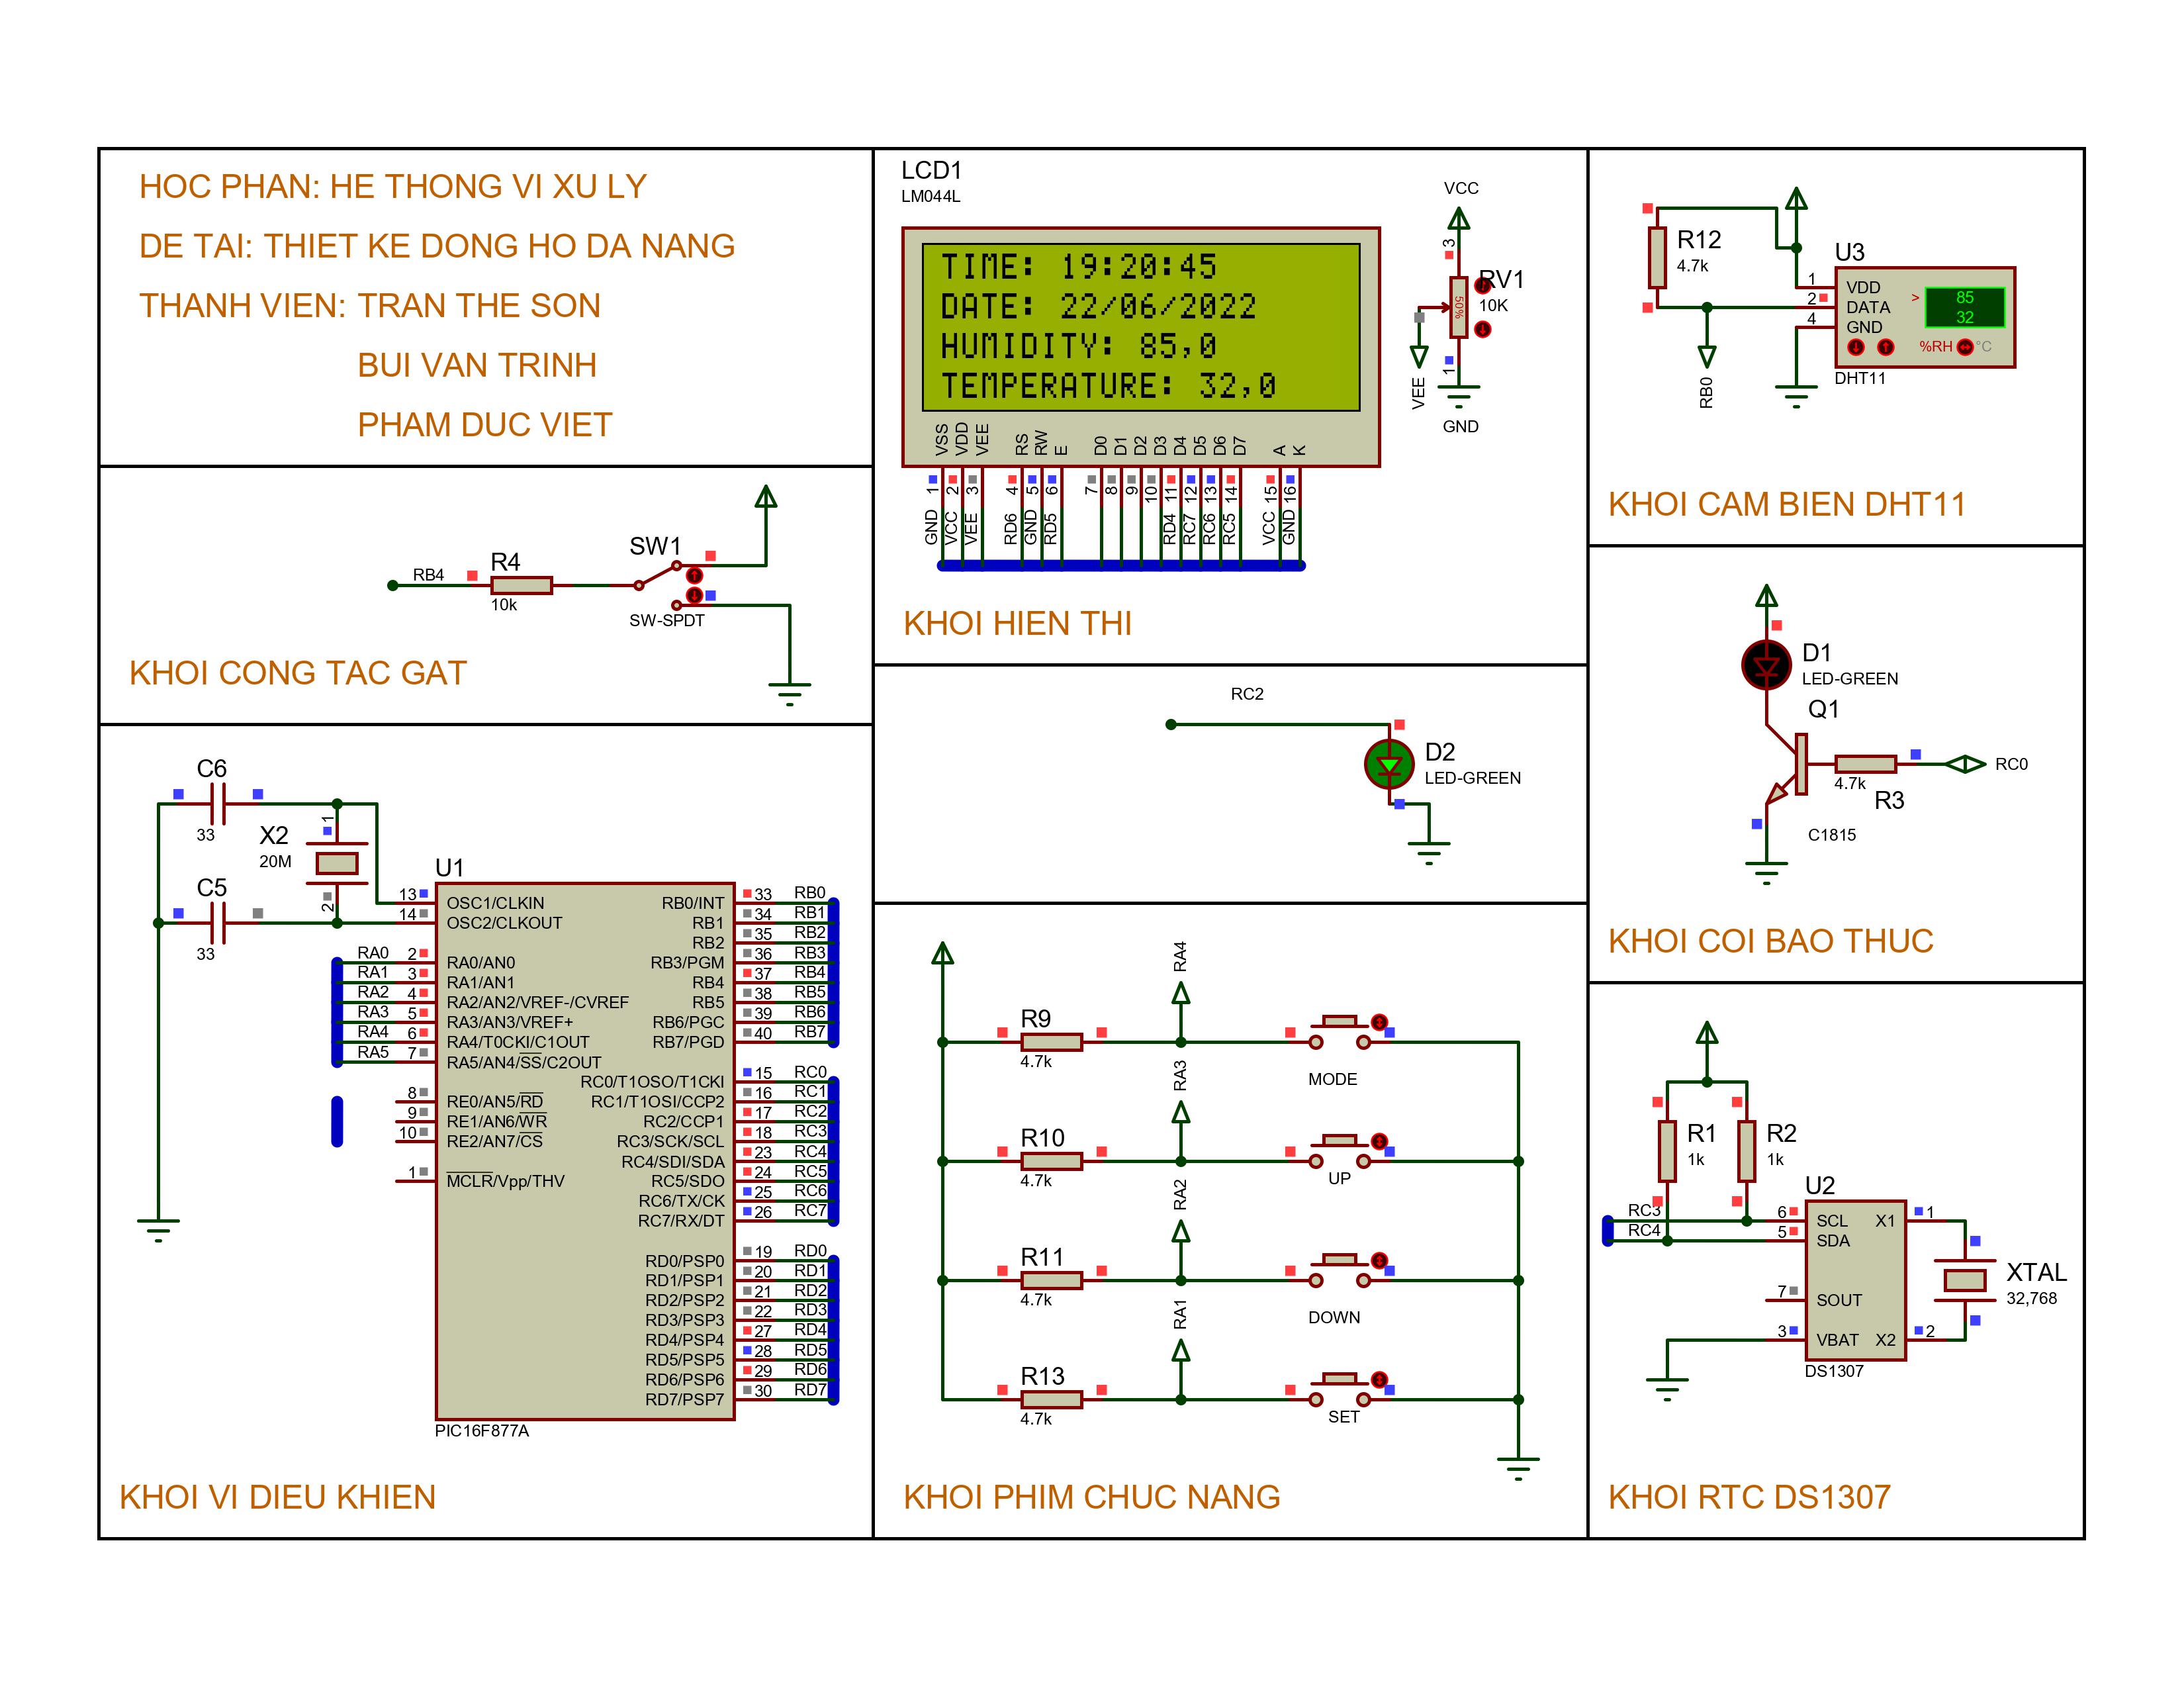 HOC PHAN: HE THONG VI XU LY
DE TAI: THIET KE DONG HO DA NANG
THANH VIEN: TRAN THE SON
BUI VAN TRINH
PHAM DUC VIET
RB4
R4
10k
SW1
SW-SPDT
KHOI CONG TAC GAT
C6
33
X2
20M
1
2
C5
33
U1
13 OSC1/CLKIN
14 OSC2/CLKOUT
RA0 2 RA0/AN0
RA1 3 RA1/AN1
RA2 4 RA2/AN2/VREF-/CVREF
RA3 5 RA3/AN3/VREF+
RA4 6 RA4/T0CKI/C1OUT
RA5 7 RA5/AN4/SS/C2OUT
8 RE0/AN5/RD
9 RE1/AN6/WR
10 RE2/AN7/CS
1 MCLR/Vpp/THV
RB0/INT 33 RB0
RB1 34 RB1
RB2 35 RB2
RB3/PGM 36 RB3
RB4 37 RB4
RB5 38 RB5
RB6/PGC 39 RB6
RB7/PGD 40 RB7
RC0/T1OSO/T1CKI 15 RC0
RC1/T1OSI/CCP2 16 RC1
RC2/CCP1 17 RC2
RC3/SCK/SCL 18 RC3
RC4/SDI/SDA 23 RC4
RC5/SDO 24 RC5
RC6/TX/CK 25 RC6
RC7/RX/DT 26 RC7
RD0/PSP0 19 RD0
RD1/PSP1 20 RD1
RD2/PSP2 21 RD2
RD3/PSP3 22 RD3
RD4/PSP4 27 RD4
RD5/PSP5 28 RD5
RD6/PSP6 29 RD6
RD7/PSP7 30 RD7
PIC16F877A
KHOI VI DIEU KHIEN
LCD1
LM044L
TIME: 19:20:45
DATE: 22/06/2022
HUMIDITY: 85,0
TEMPERATURE: 32,0
VSS VDD VEE RS RW E D0 D1 D2 D3 D4 D5 D6 D7 A K
1 2 3 4 5 6 7 8 9 10 11 12 13 14 15 16
GND VCC VEE RD6 GND RD5 RD4 RC7 RC6 RC5 VCC GND
VCC
3
RV1
10K
50%
1
VEE
GND
KHOI HIEN THI
RC2
D2
LED-GREEN
RA4
R9
4.7k
MODE
RA3
R10
4.7k
UP
RA2
R11
4.7k
DOWN
RA1
R13
4.7k
SET
KHOI PHIM CHUC NANG
R12
4.7k
RB0
U3
1 VDD
2 DATA
4 GND
> 85
32
%RH °C
DHT11
KHOI CAM BIEN DHT11
D1
LED-GREEN
Q1
4.7k
R3
RC0
C1815
KHOI COI BAO THUC
R1
1k
R2
1k
U2
RC3 6 SCL X1 1
RC4 5 SDA
7 SOUT
3 VBAT X2 2
XTAL
32,768
DS1307
KHOI RTC DS1307